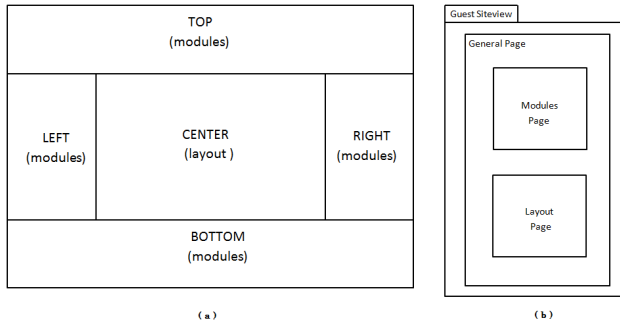 TOP
(modules)
LEFT
(modules)
CENTER
(layout )
RIGHT
(modules)
BOTTOM
(modules)
(a)
Guest Siteview
General Page
Modules
Page
Layout
Page
(b)